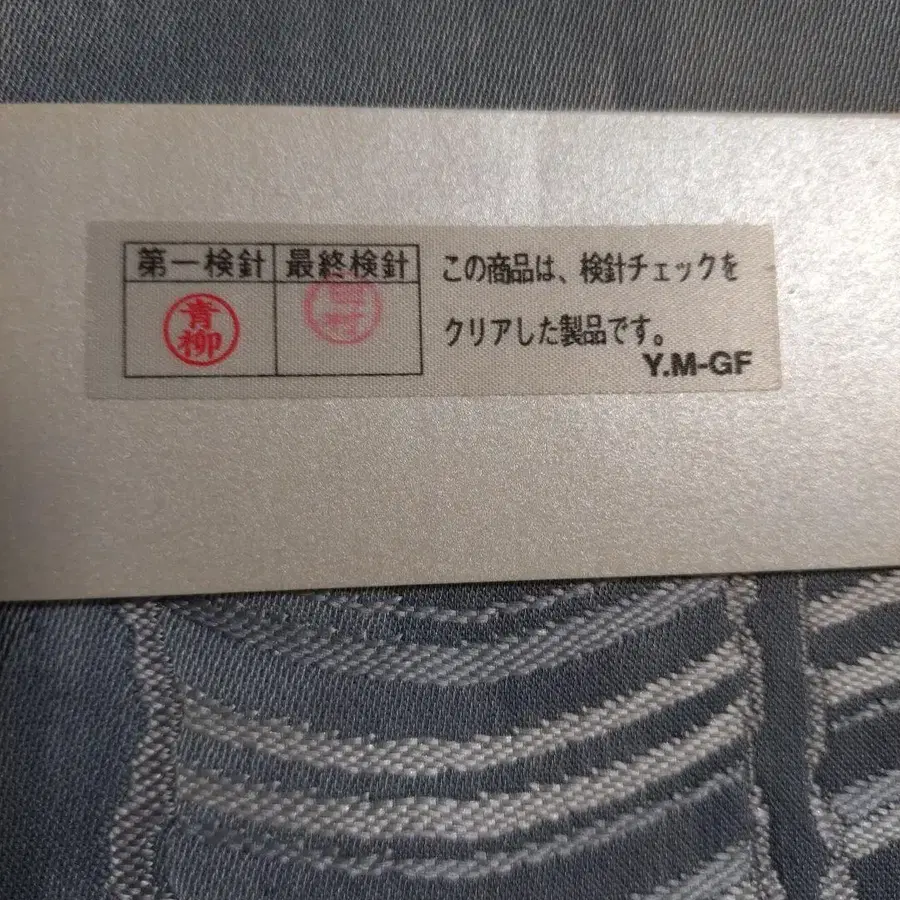 第一検針 最終検針
青柳
この商品は、検針チェックを
クリアした製品です。
Y.M-GF